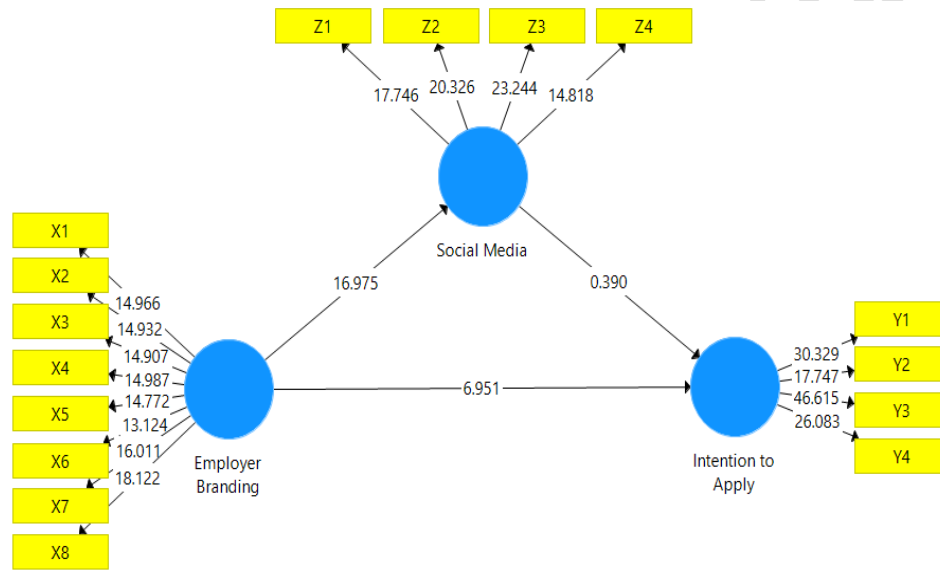 Z1 Z2 Z3 Z4
17.746 20.326 23.244 14.818
Social Media
X1
X2
X3
X4
X5
X6
X7
X8
14.966
14.932
14.907
14.987
14.772
13.124
16.011
18.122
Employer
Branding
16.975
0.390
6.951
Intention to
Apply
30.329
17.747
46.615
26.083
Y1
Y2
Y3
Y4